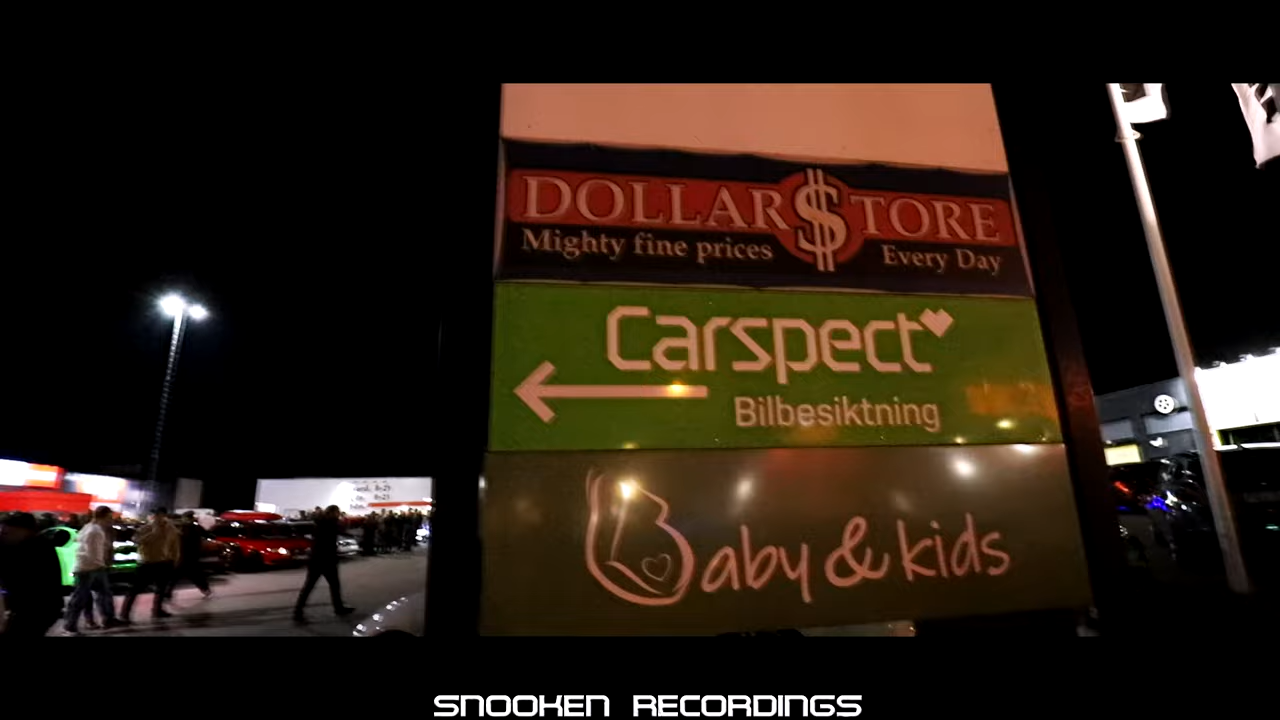 DOLLAR$TORE
Mighty fine prices
Every Day
Carspect
Bilbesiktning
Baby & kids
SNOOKEN RECORDINGS